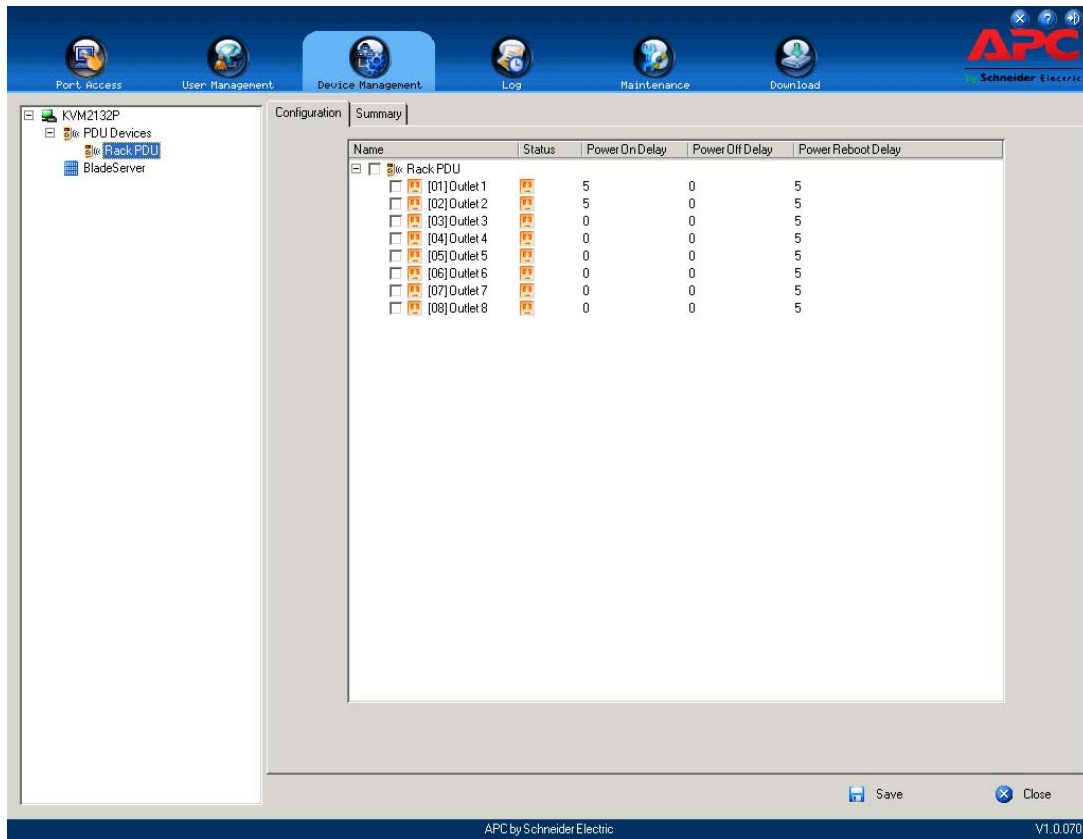 APC
by Schneider Electric
Port Access User Management Device Management Log Maintenance Download
KVM2132P
PDU Devices
Rack PDU
BladeServer
Configuration Summary
Name Status Power On Delay Power Off Delay Power Reboot Delay
Rack PDU
[01] Outlet 1 5 0 5
[02] Outlet 2 5 0 5
[03] Outlet 3 0 0 5
[04] Outlet 4 0 0 5
[05] Outlet 5 0 0 5
[06] Outlet 6 0 0 5
[07] Outlet 7 0 0 5
[08] Outlet 8 0 0 5
Save Close
APC by Schneider Electric V1.0.070